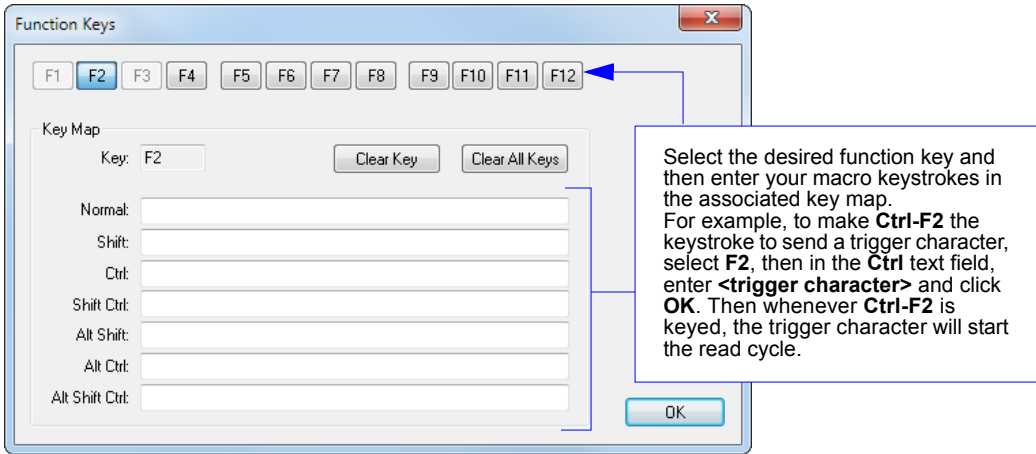 Function Keys
F1 F2 F3 F4 F5 F6 F7 F8 F9 F10 F11 F12
Key Map
Key: F2 Clear Key Clear All Keys
Normal:
Shift:
Ctrl:
Shift Ctrl:
Alt Shift:
Alt Ctrl:
Alt Shift Ctrl:
OK
Select the desired function key and
then enter your macro keystrokes in
the associated key map.
For example, to make Ctrl-F2 the
keystroke to send a trigger character,
select F2, then in the Ctrl text field,
enter <trigger character> and click
OK. Then whenever Ctrl-F2 is
keyed, the trigger character will start
the read cycle.